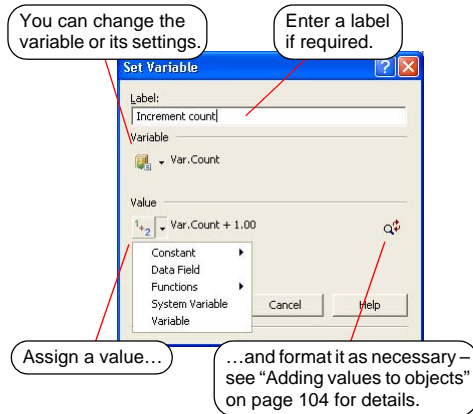 You can change the
variable or its settings.
Enter a label
if required.
Set Variable
Label:
Increment count
Variable
Var.Count
Value
1+2
Var.Count + 1.00
Constant
Data Field
Functions
System Variable
Variable
Cancel
Help
Assign a value…
…and format it as necessary –
see “Adding values to objects”
on page 104 for details.